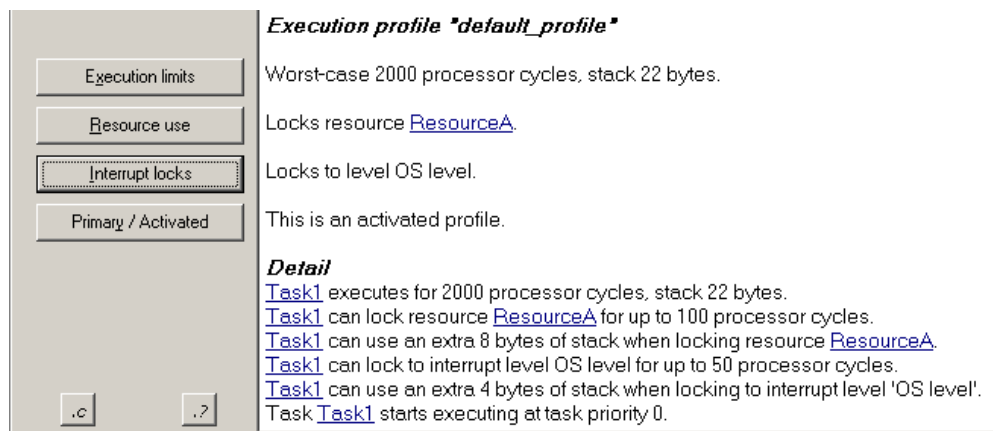 Execution profile "default_profile"
Execution limits
Worst-case 2000 processor cycles, stack 22 bytes.
Resource use
Locks resource ResourceA.
Interrupt locks
Locks to level OS level.
Primary / Activated
This is an activated profile.
Detail
Task1 executes for 2000 processor cycles, stack 22 bytes.
Task1 can lock resource ResourceA for up to 100 processor cycles.
Task1 can use an extra 8 bytes of stack when locking resource ResourceA.
Task1 can lock to interrupt level OS level for up to 50 processor cycles.
Task1 can use an extra 4 bytes of stack when locking to interrupt level 'OS level'.
Task Task1 starts executing at task priority 0.
.c
.?